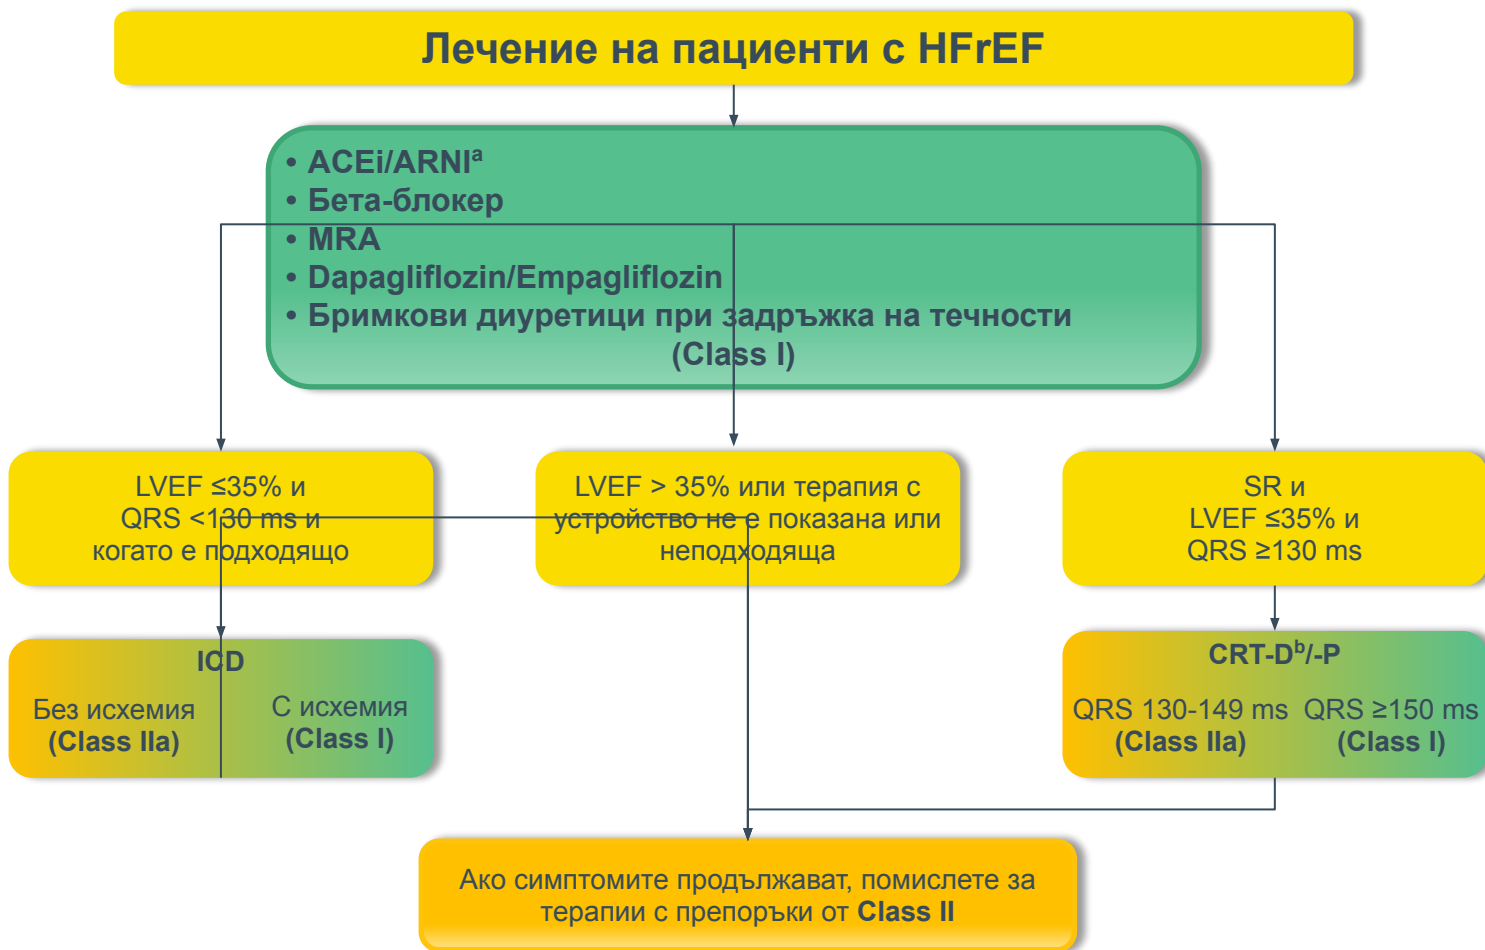 Лечение на пациенти с HFrEF
• ACEi/ARNIᵃ
• Бета-блокер
• MRA
• Dapagliflozin/Empagliflozin
• Бримкови диуретици при задръжка на течности
(Class I)
LVEF ≤35% и
QRS <130 ms и
когато е подходящо
LVEF > 35% или терапия с
устройство не е показана или
неподходяща
SR и
LVEF ≤35% и
QRS ≥130 ms
ICD
Без исхемия
(Class IIa)
С исхемия
(Class I)
CRT-Dᵇ/-P
QRS 130-149 ms
(Class IIa)
QRS ≥150 ms
(Class I)
Ако симптомите продължават, помислете за
терапии с препоръки от Class II